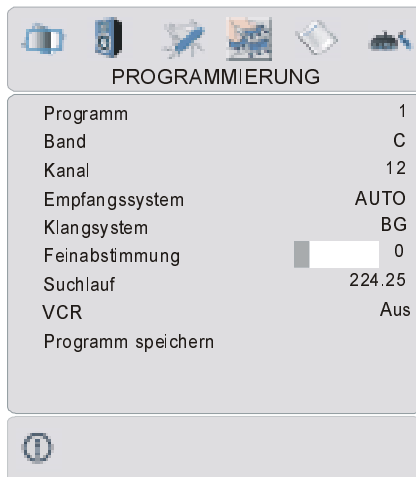 PROGRAMMIERUNG
Programm 1
Band C
Kanal 12
Empfangssystem AUTO
Klangsystem BG
Feinabstimmung 0
Suchlauf 224.25
VCR Aus
Programm speichern